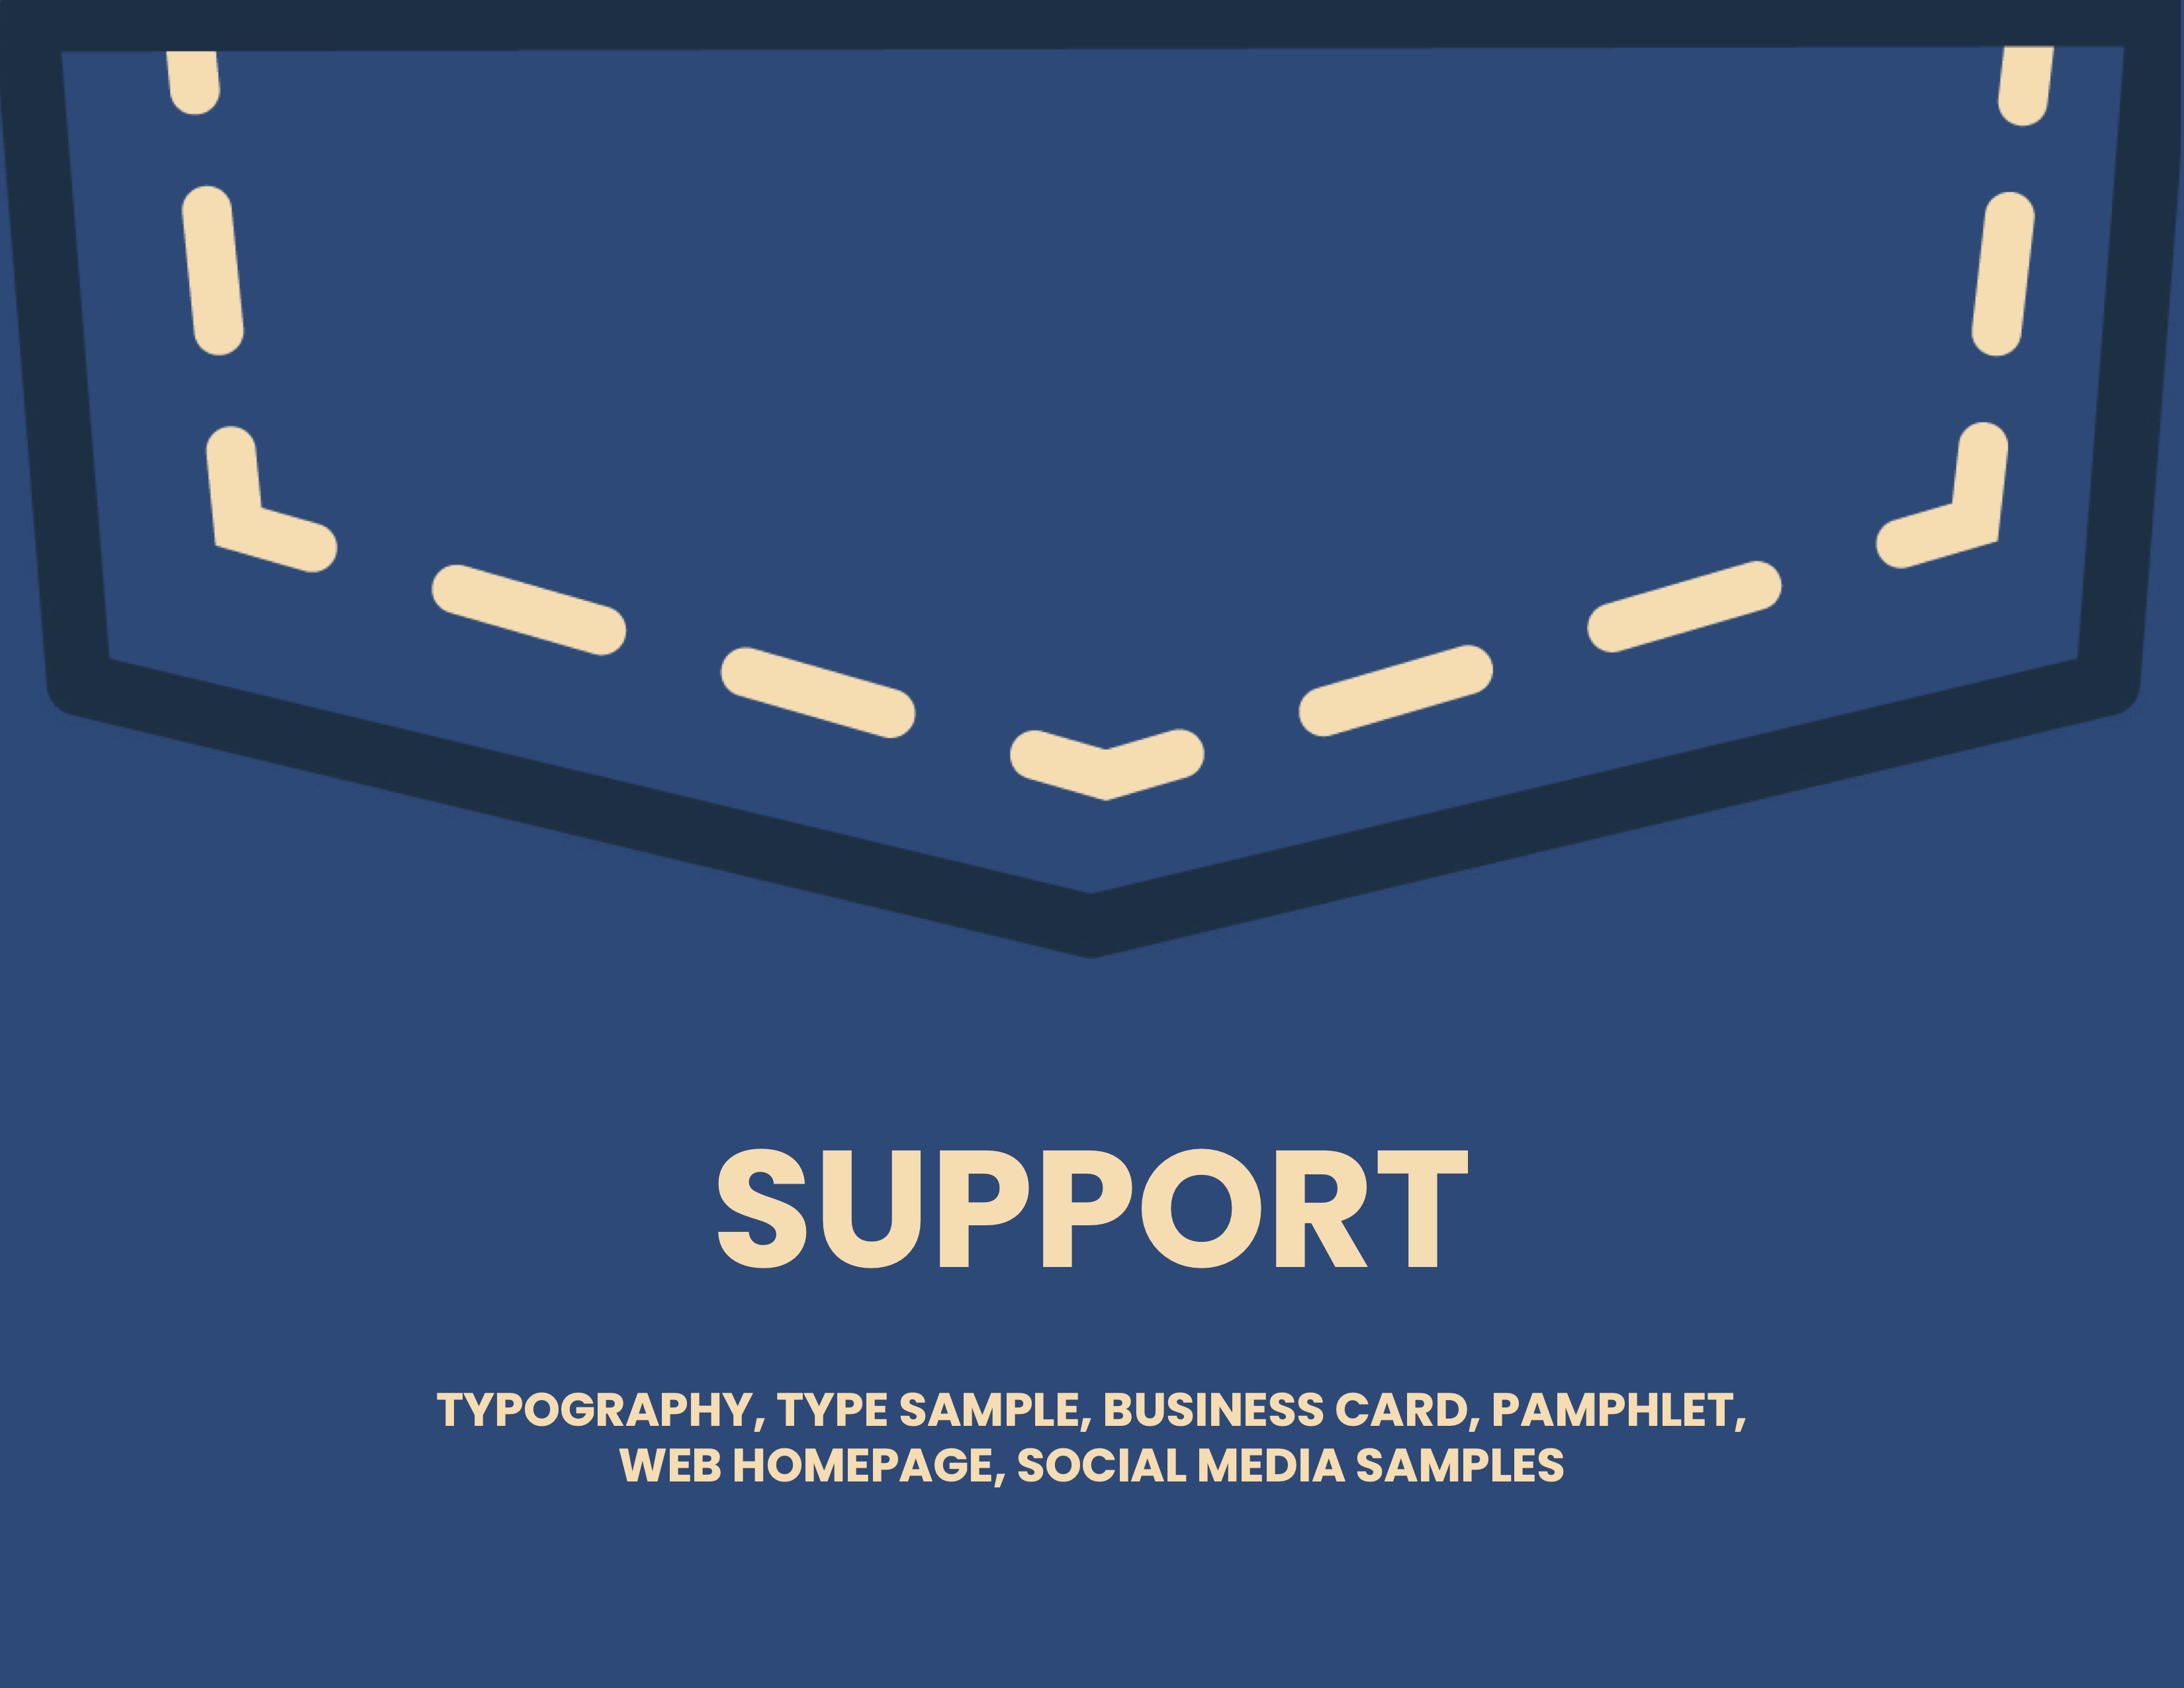 SUPPORT
TYPOGRAPHY, TYPE SAMPLE, BUSINESS CARD, PAMPHLET,
WEB HOMEPAGE, SOCIAL MEDIA SAMPLES